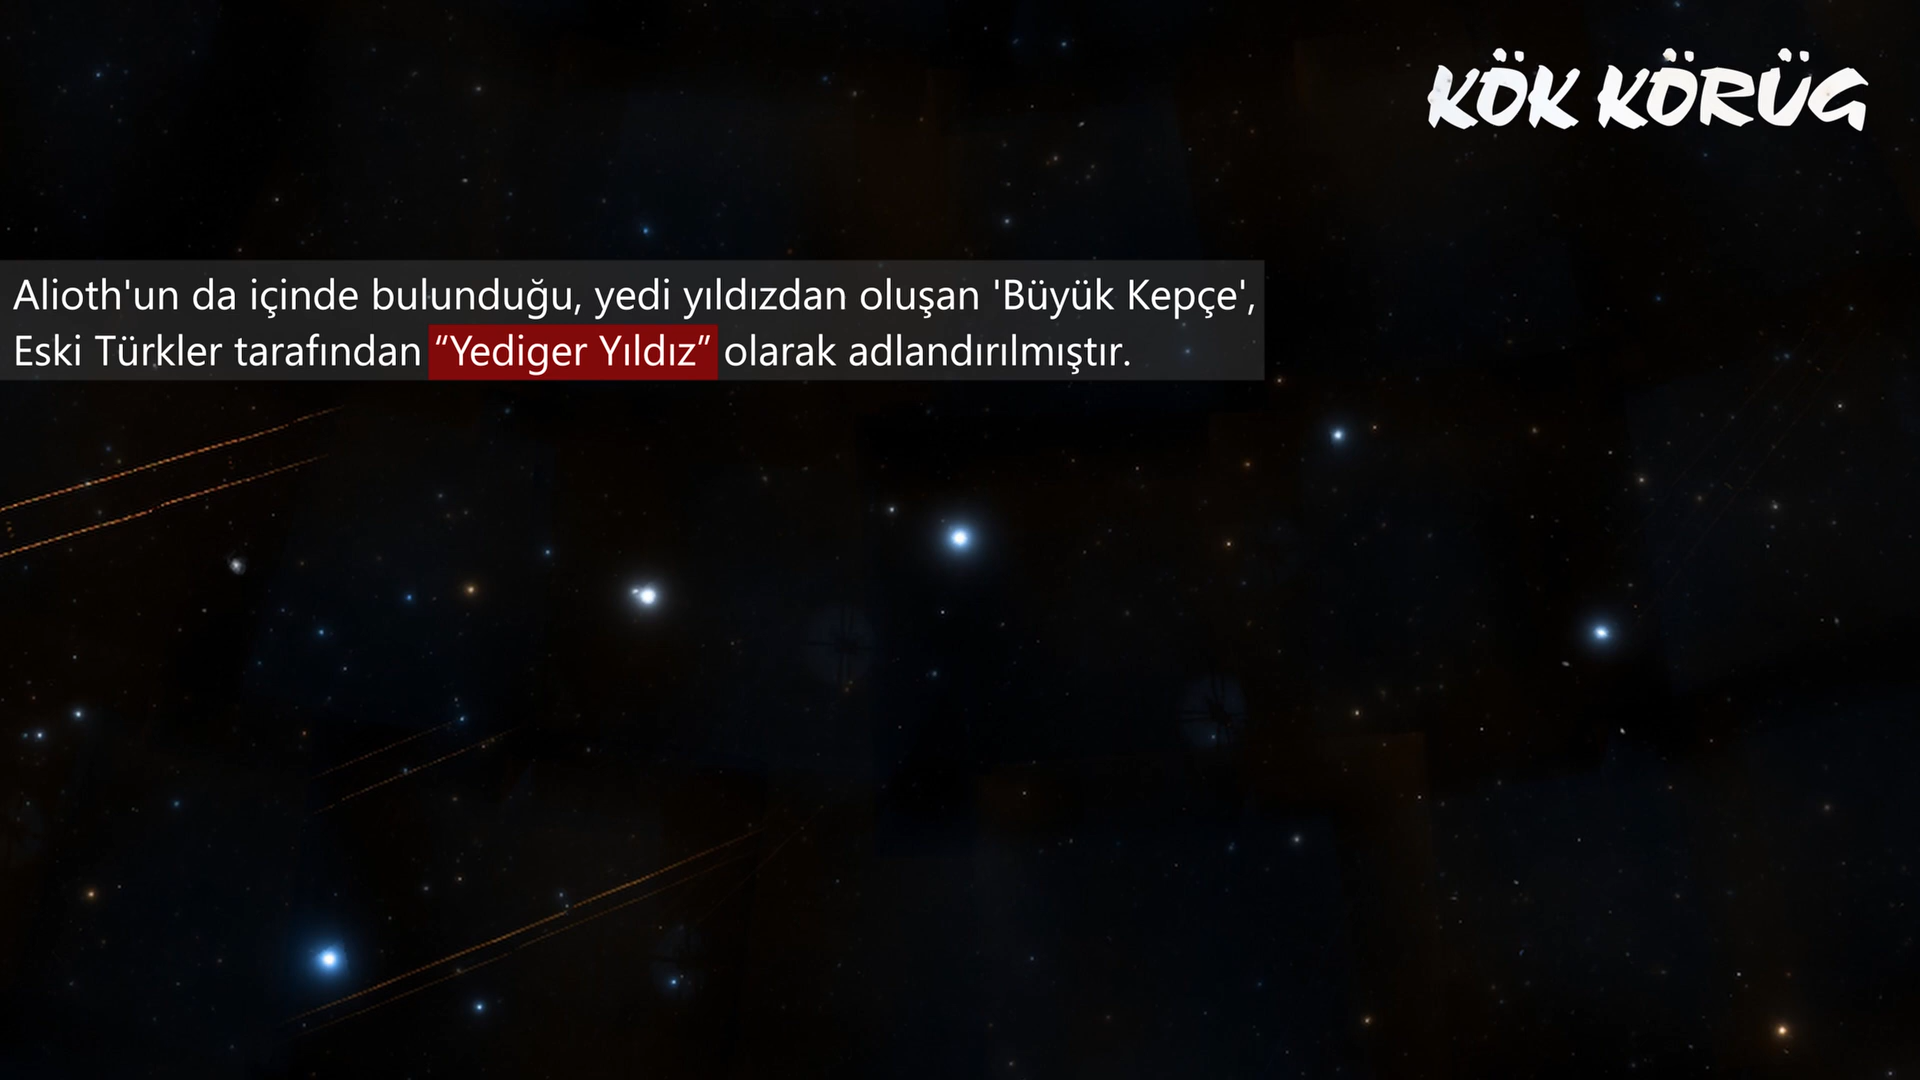 KÖK KÖRÜG
Alioth'un da içinde bulunduğu, yedi yıldızdan oluşan 'Büyük Kepçe',
Eski Türkler tarafından “Yediger Yıldız” olarak adlandırılmıştır.